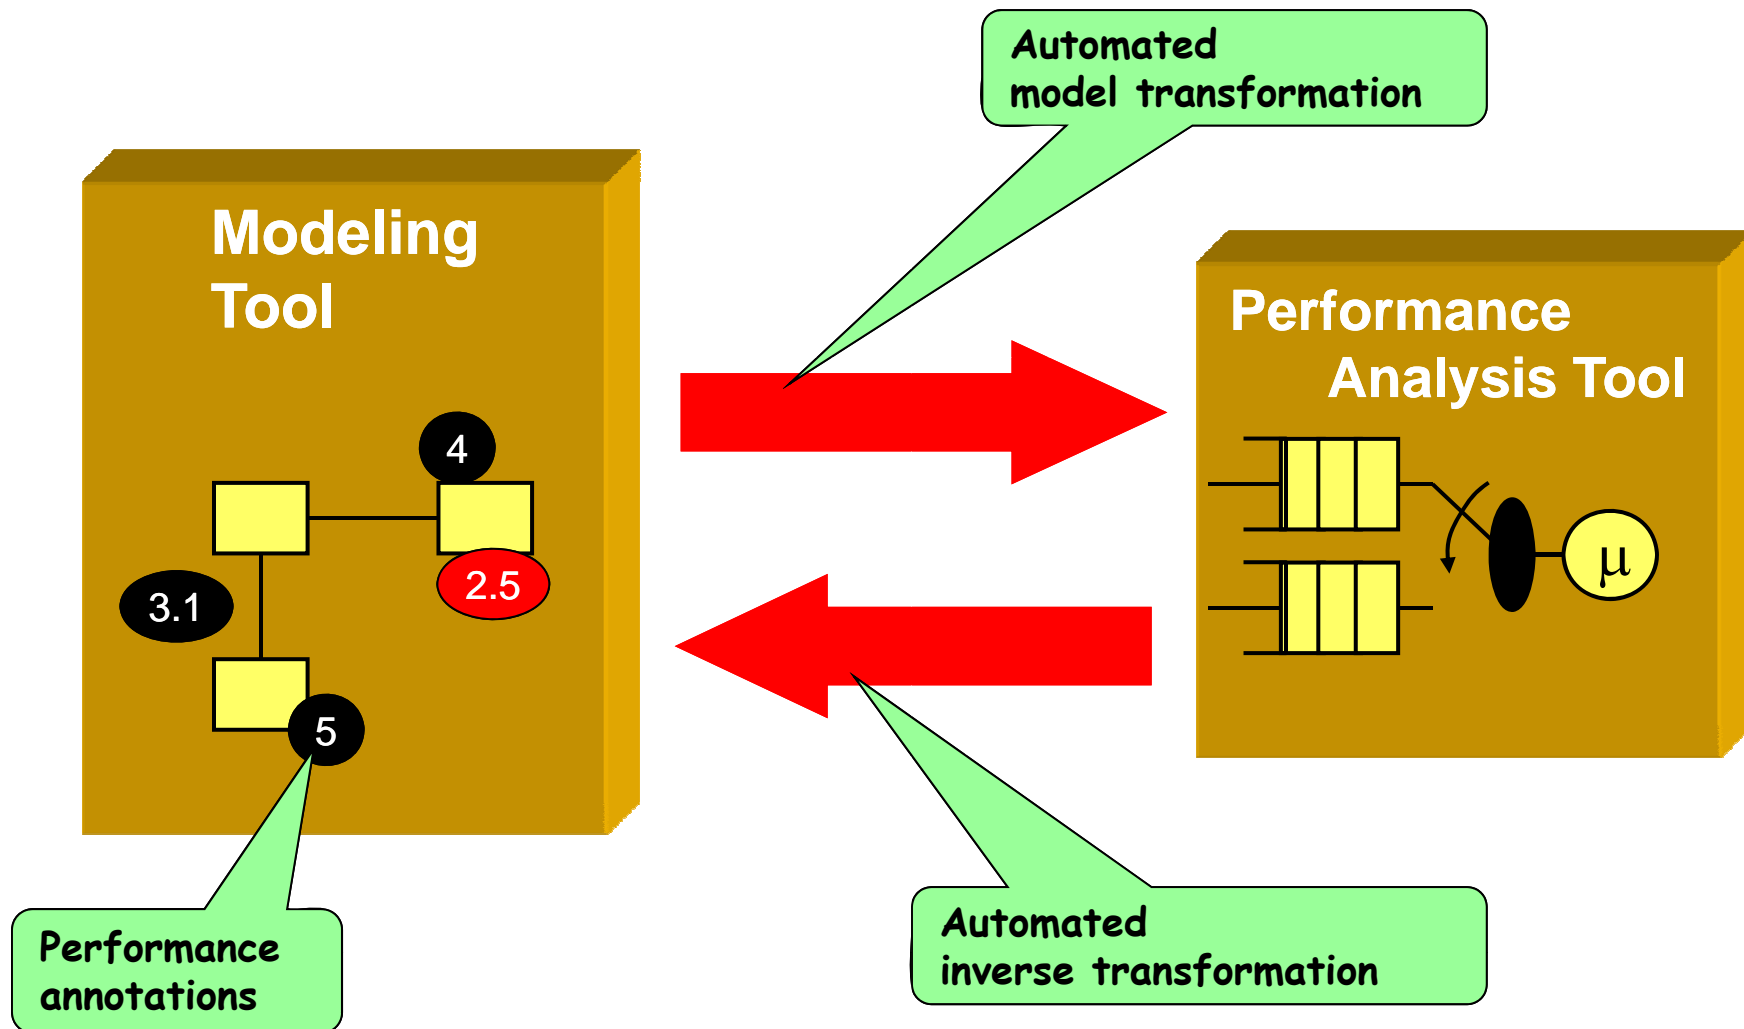 Automated
model transformation
Modeling
Tool
Performance
Analysis Tool
4
2.5
3.1
5
μ
Performance
annotations
Automated
inverse transformation